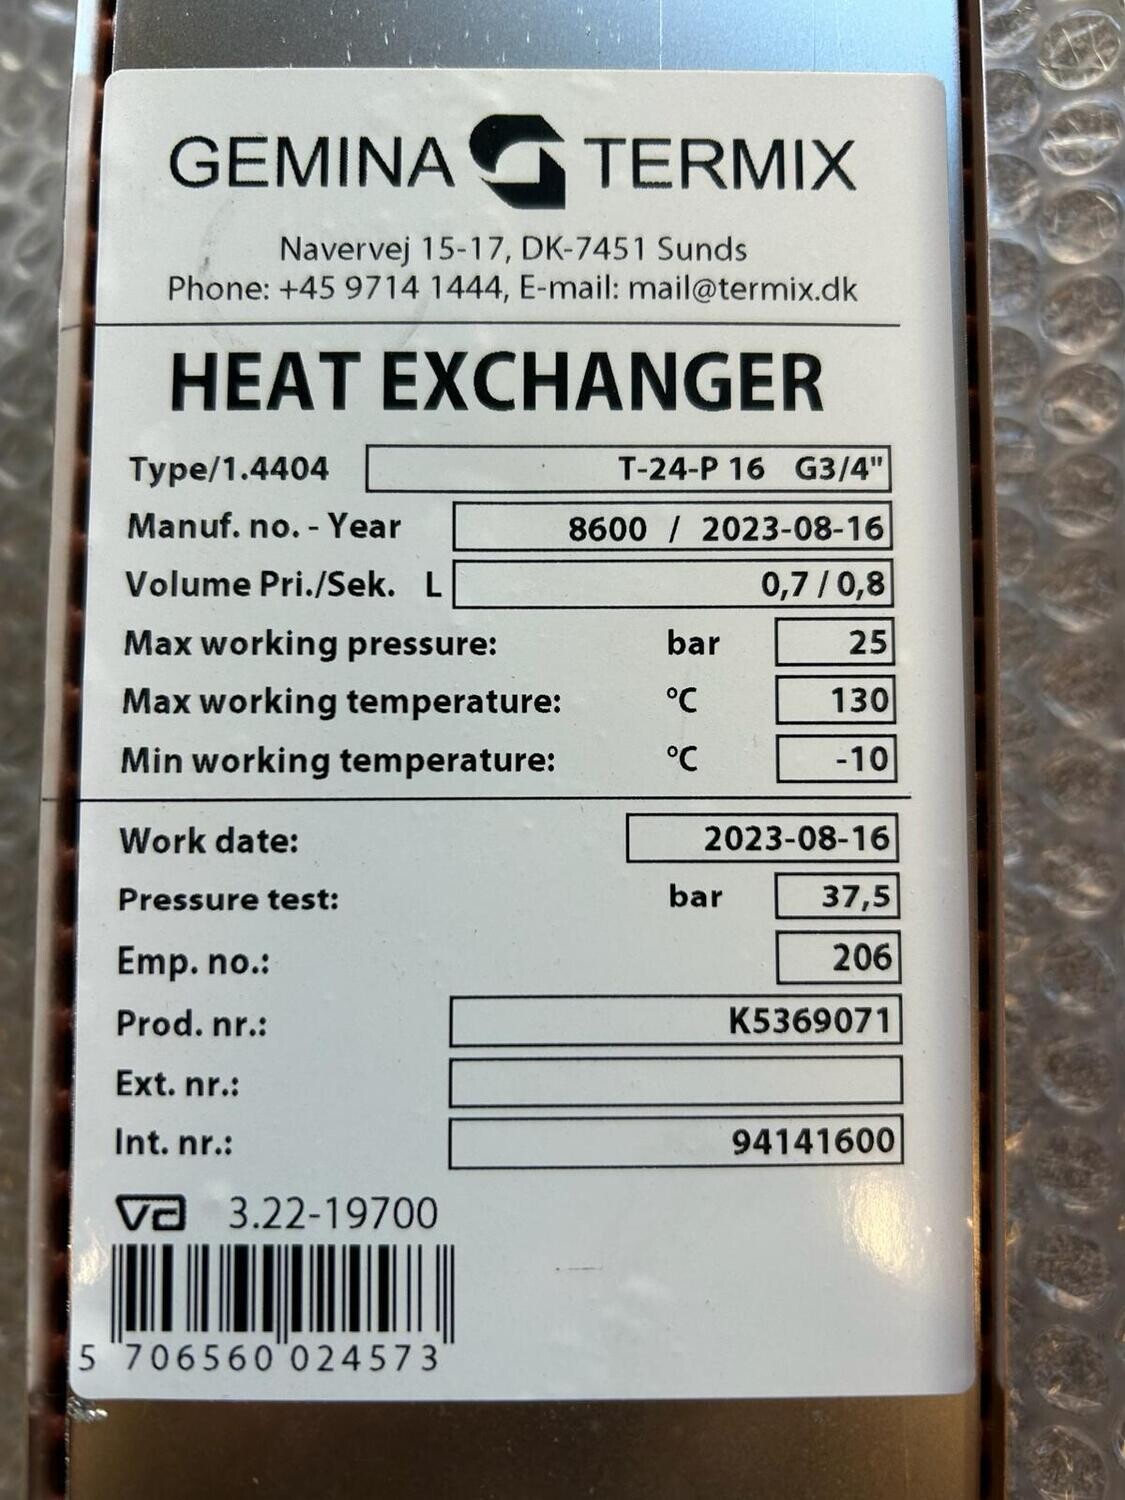 GEMINA TERMIX
Navervej 15-17, DK-7451 Sunds
Phone: +45 9714 1444, E-mail: mail@termix.dk
HEAT EXCHANGER
Type/1.4404 T-24-P 16 G3/4"
Manuf. no. - Year 8600 / 2023-08-16
Volume Pri./Sek. L 0,7 / 0,8
Max working pressure: bar 25
Max working temperature: °C 130
Min working temperature: °C -10
Work date: 2023-08-16
Pressure test: bar 37,5
Emp. no.: 206
Prod. nr.: K5369071
Ext. nr.:
Int. nr.: 94141600
va 3.22-19700
5 706560 024573